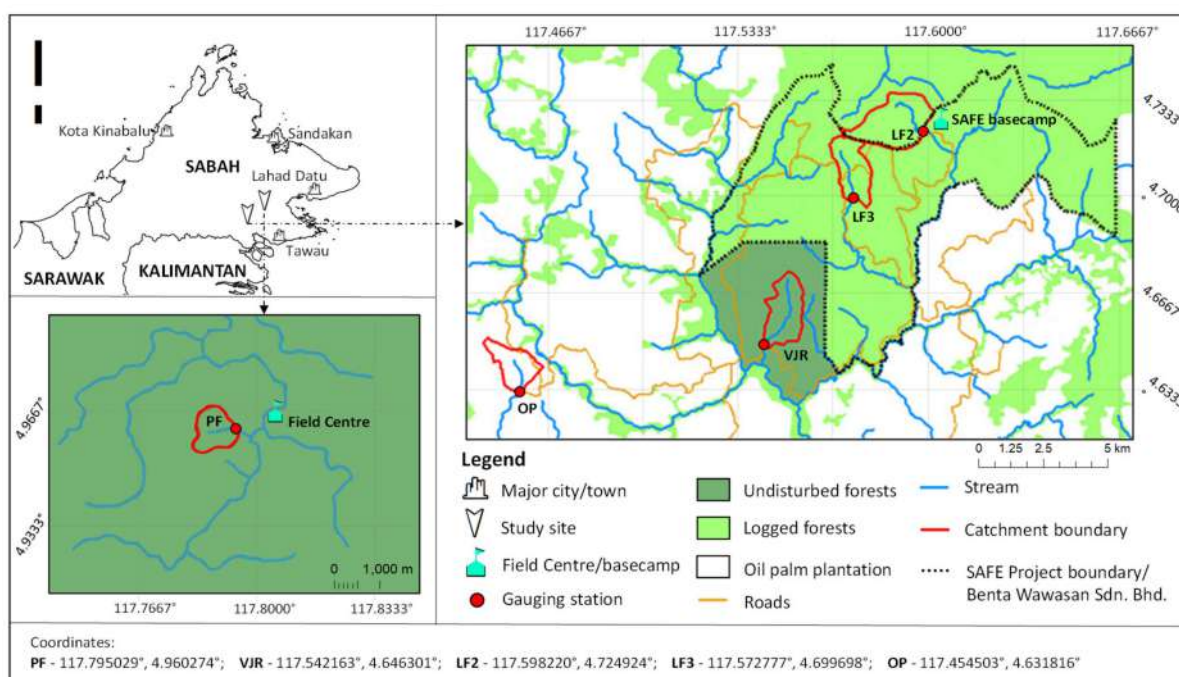 117.4667° 117.5333° 117.6000° 117.6667°
Kota Kinabalu
Sandakan
SABAH
Lahad Datu
Tawau
SARAWAK
KALIMANTAN
4.9667°
4.9333°
PF
Field Centre
0 1,000 m
117.7667° 117.8000° 117.8333°
4.7333°
4.7000°
4.6667°
4.6333°
LF2
SAFE basecamp
LF3
VJR
OP
0 1.25 2.5 5 km
Legend
Major city/town
Study site
Field Centre/basecamp
Gauging station
Undisturbed forests
Logged forests
Oil palm plantation
Roads
Stream
Catchment boundary
SAFE Project boundary/
Benta Wawasan Sdn. Bhd.
Coordinates:
PF - 117.795029°, 4.960274°; VJR - 117.542163°, 4.646301°; LF2 - 117.598220°, 4.724924°; LF3 - 117.572777°, 4.699698°; OP - 117.454503°, 4.631816°